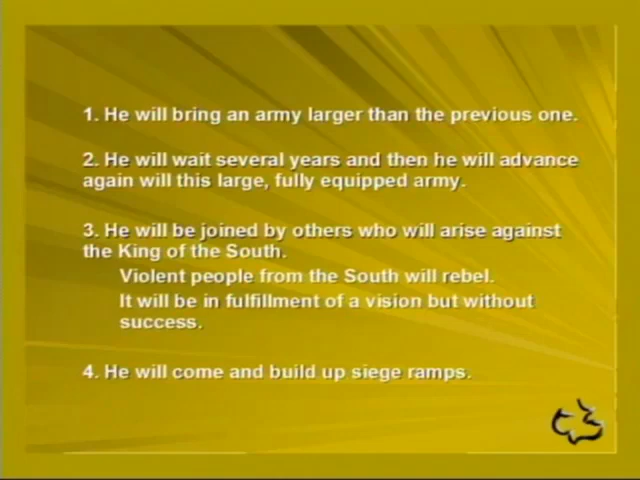 1. He will bring an army larger than the previous one.
2. He will wait several years and then he will advance
again will this large, fully equipped army.
3. He will be joined by others who will arise against
the King of the South.
Violent people from the South will rebel.
It will be in fulfillment of a vision but without
success.
4. He will come and build up siege ramps.